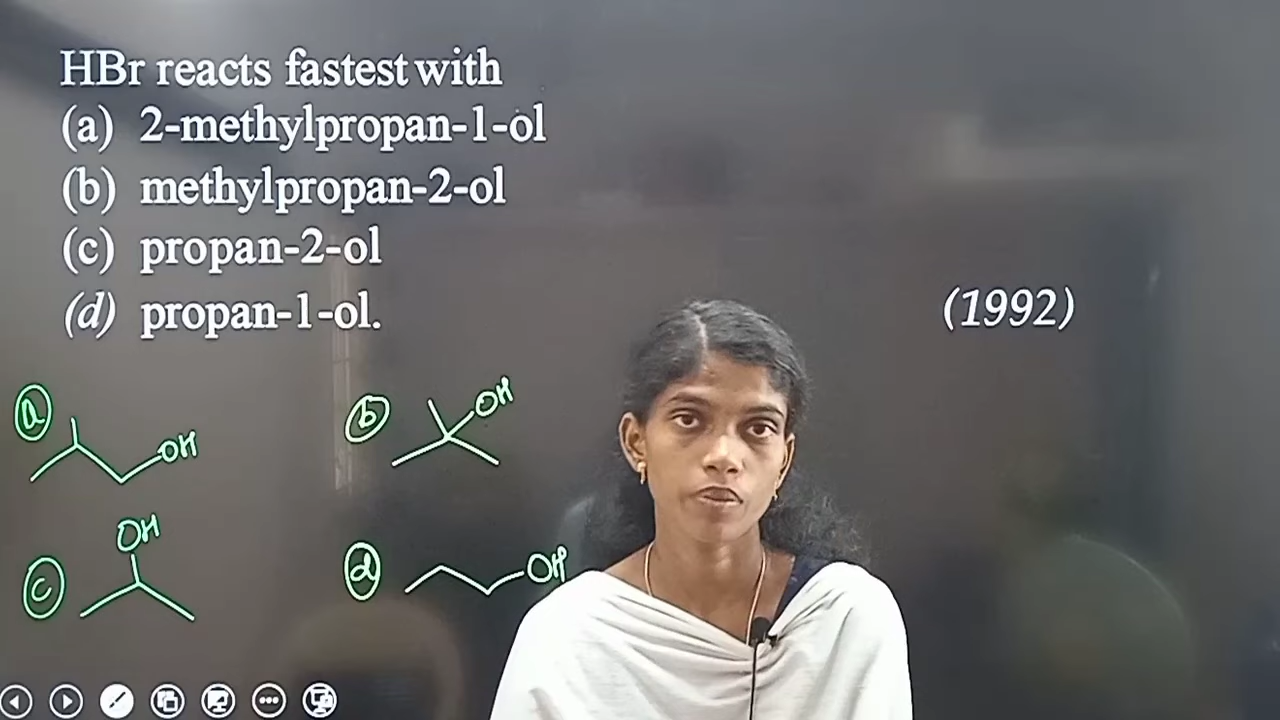 HBr reacts fastest with
(a) 2-methylpropan-1-ol
(b) methylpropan-2-ol
(c) propan-2-ol
(d) propan-1-ol.
(1992)
(a)
OH
(b)
OH
(c)
OH
(d)
OH